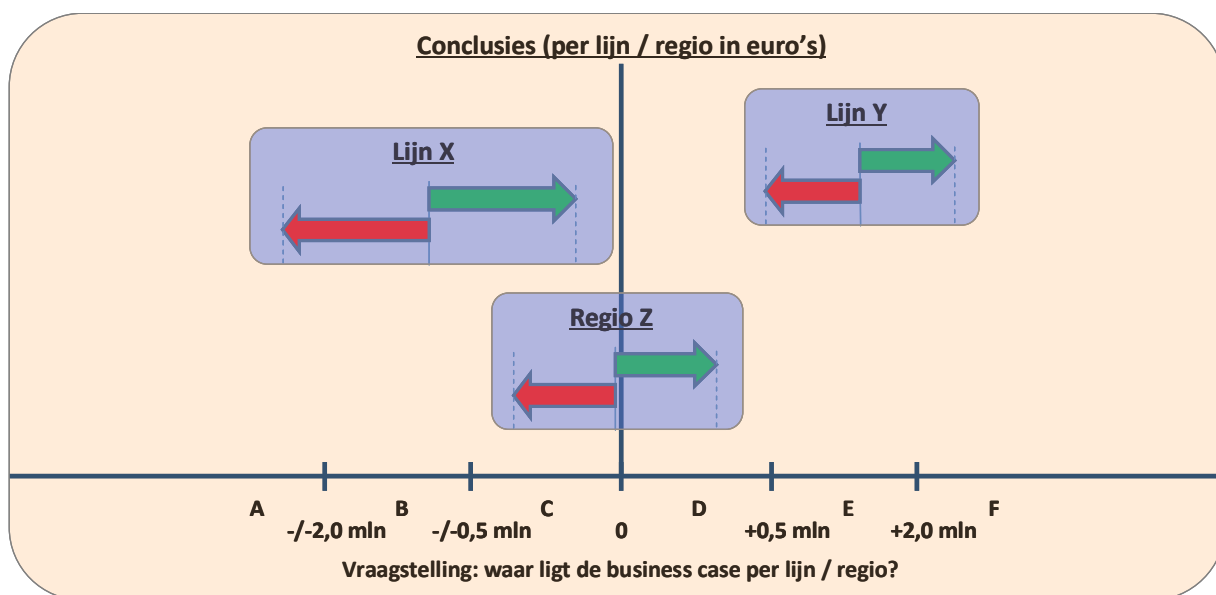 Conclusies (per lijn / regio in euro's)
Lijn Y
Lijn X
Regio Z
A B C D E F
-/-2,0 mln -/-0,5 mln 0 +0,5 mln +2,0 mln
Vraagstelling: waar ligt de business case per lijn / regio?